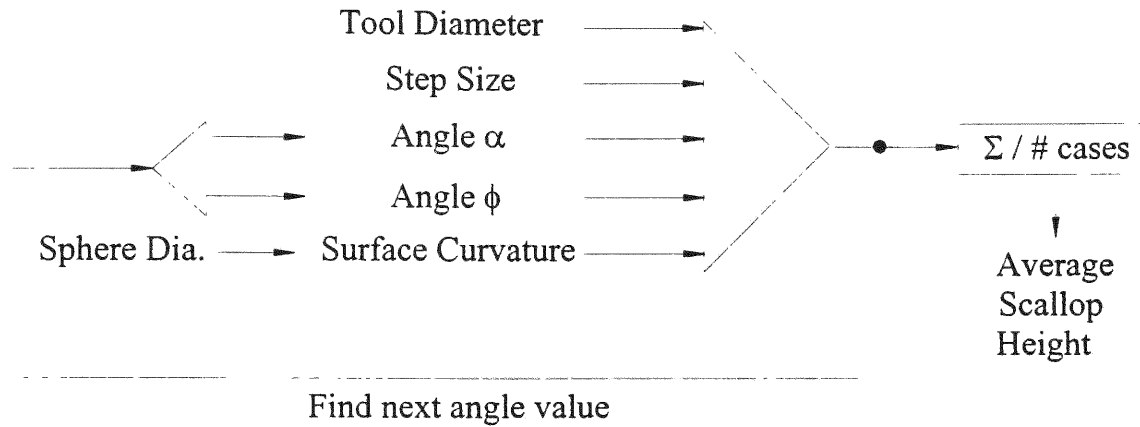 Tool Diameter
Step Size
Angle α
Angle ϕ
Sphere Dia.
Surface Curvature
Σ / # cases
Average
Scallop
Height
Find next angle value